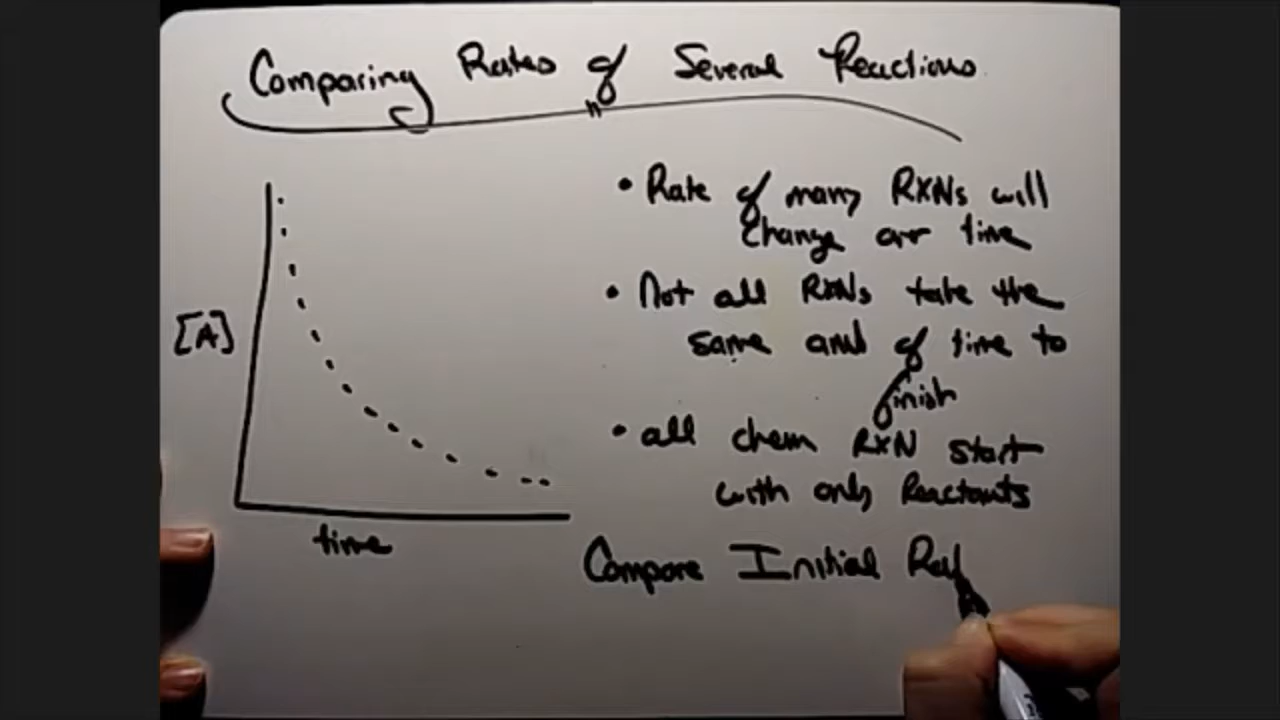 Comparing Rates of Several Reactions
• Rate of many RXNs will
change over time
• Not all RXNs take the
same amt of time to
finish
• all chem RXN start
with only Reactants
[A]
time
Compare Initial Rat